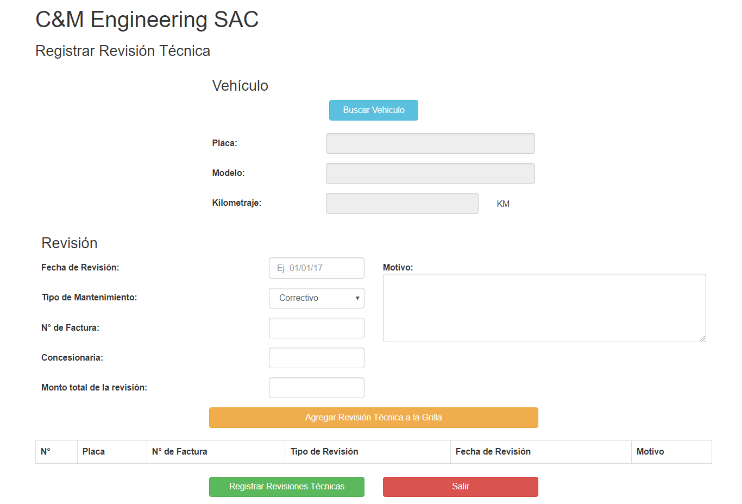 C&M Engineering SAC
Registrar Revisión Técnica
Vehículo
Buscar Vehiculo
Placa:
Modelo:
Kilometraje: KM
Revisión
Fecha de Revisión: Ej 01/01/17 Motivo:
Tipo de Mantenimiento: Correctivo
N° de Factura:
Concesionaria:
Monto total de la revisión:
Agregar Revisión Técnica a la Grilla
N° Placa N° de Factura Tipo de Revisión Fecha de Revisión Motivo
Registrar Revisiones Técnicas Salir